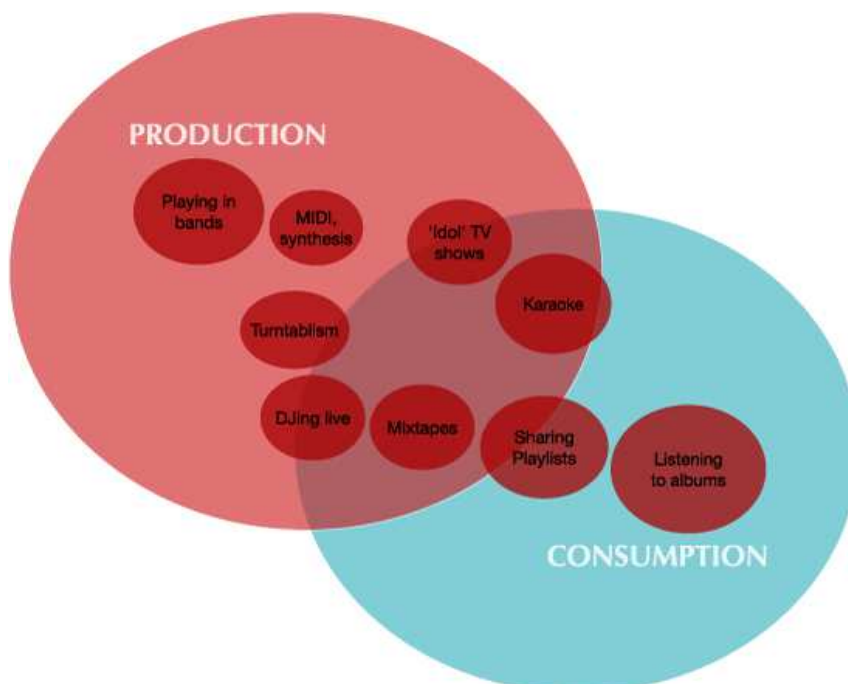 PRODUCTION
Playing in
bands
MIDI,
synthesis
'Idol' TV
shows
Karaoke
Turntablism
DJing live
Mixtapes
Sharing
Playlists
Listening
to albums
CONSUMPTION